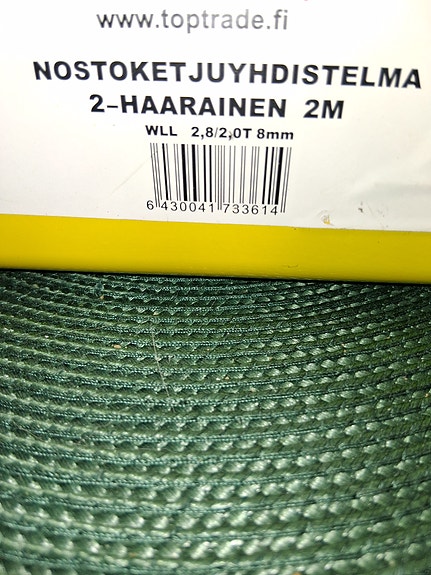 www.toptrade.fi
NOSTOKETJUYHDISTELMA
2-HAARAINEN 2M
WLL 2,8/2,0T 8mm
6 430041 733614